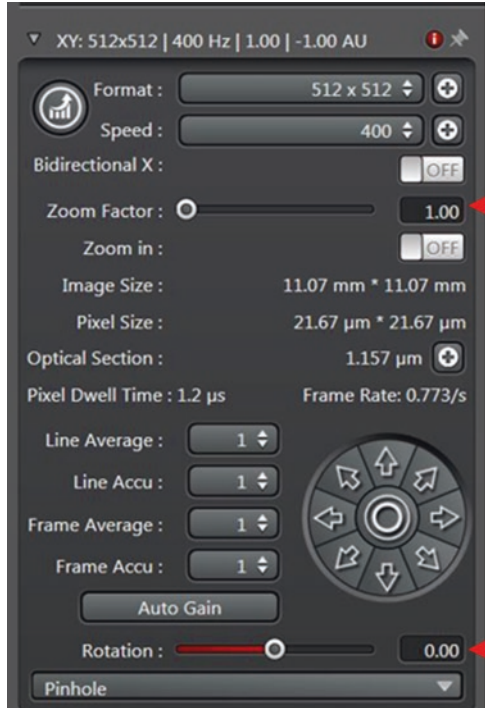 XY: 512x512 | 400 Hz | 1.00 | -1.00 AU
Format : 512 x 512
Speed : 400
Bidirectional X : OFF
Zoom Factor : 1.00
Zoom in : OFF
Image Size : 11.07 mm * 11.07 mm
Pixel Size : 21.67 µm * 21.67 µm
Optical Section : 1.157 µm
Pixel Dwell Time : 1.2 µs Frame Rate: 0.773/s
Line Average : 1
Line Accu : 1
Frame Average : 1
Frame Accu : 1
Auto Gain
Rotation : 0.00
Pinhole